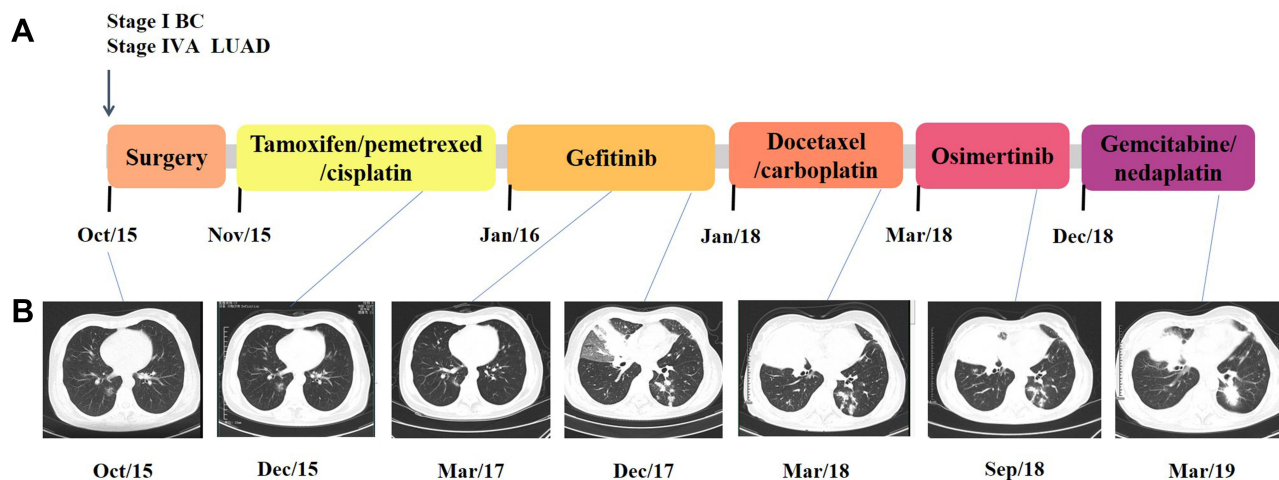 A
Stage I BC
Stage IVA LUAD
Surgery
Tamoxifen/pemetrexed
/cisplatin
Gefitinib
Docetaxel
/carboplatin
Osimertinib
Gemcitabine/
nedaplatin
Oct/15
Nov/15
Jan/16
Jan/18
Mar/18
Dec/18
B
Oct/15
Dec/15
Mar/17
Dec/17
Mar/18
Sep/18
Mar/19